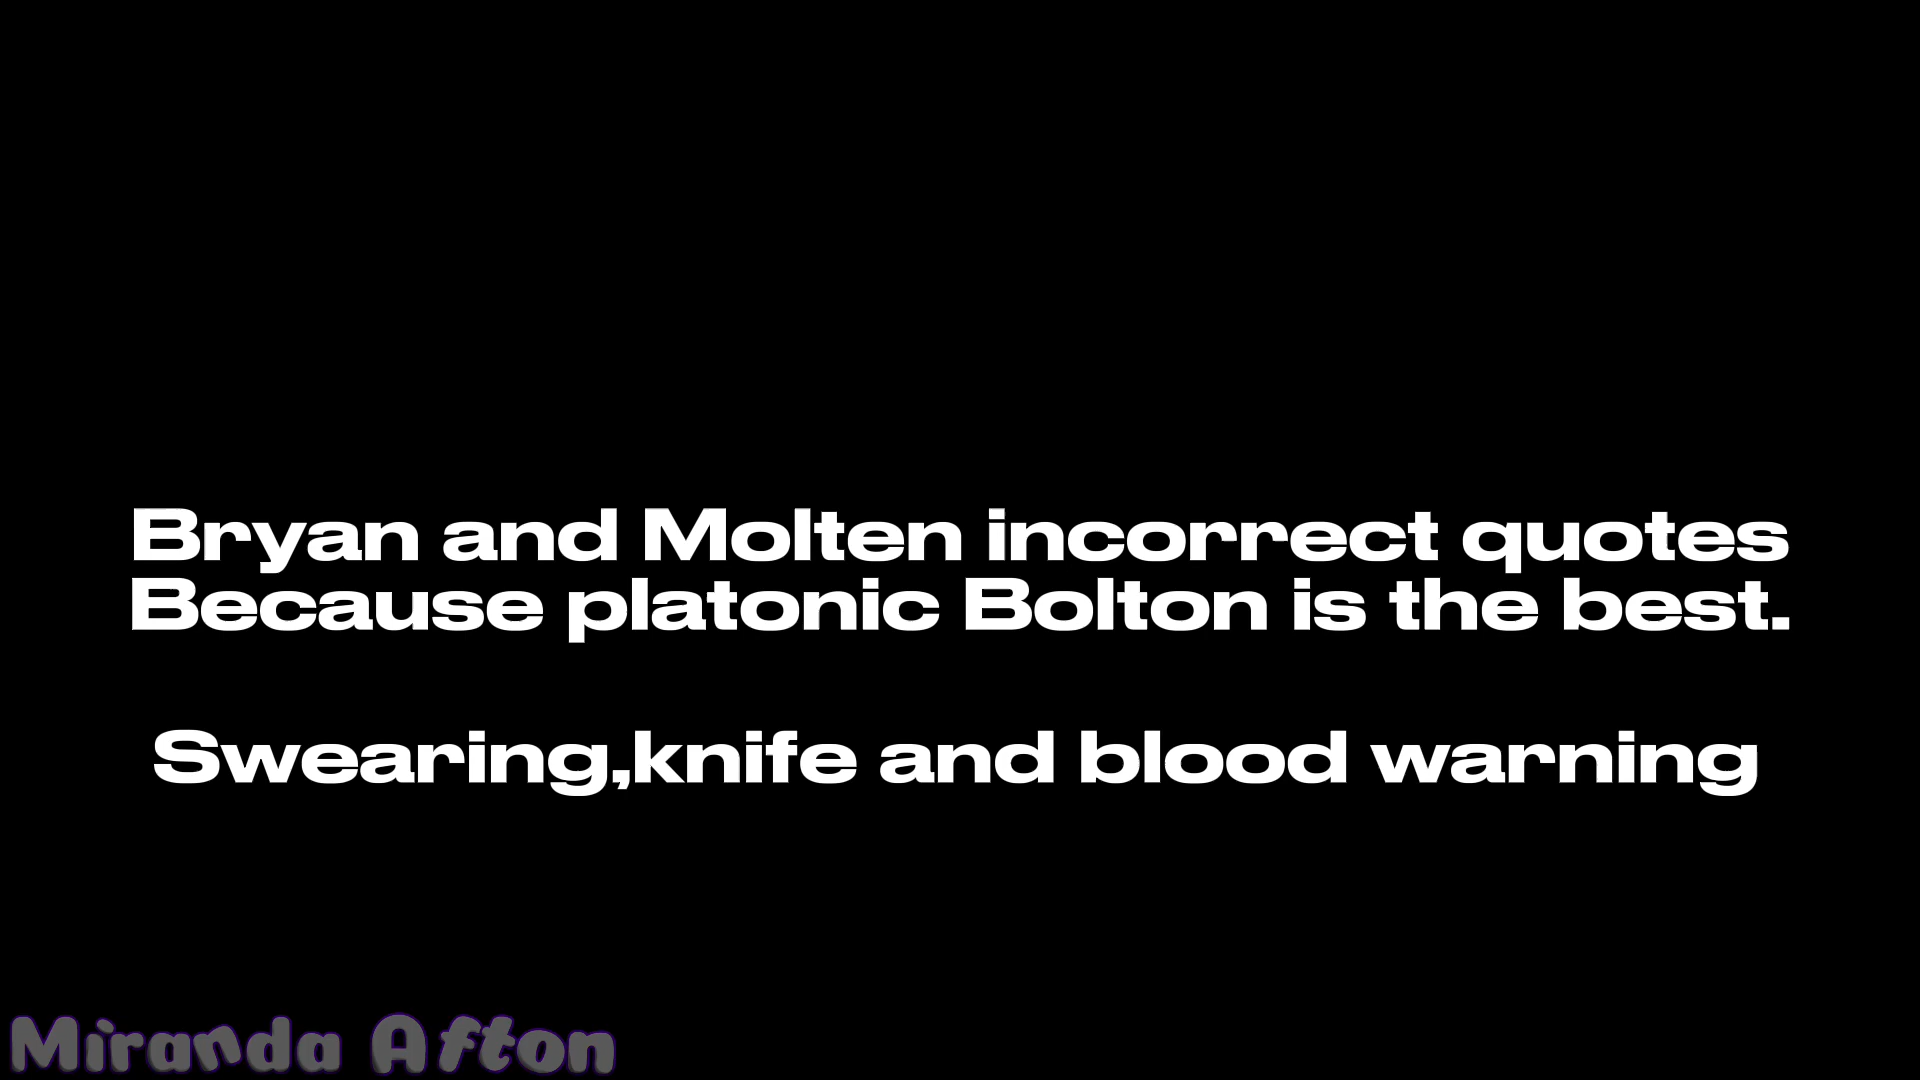 Bryan and Molten incorrect quotes
Because platonic Bolton is the best.
Swearing,knife and blood warning
Miranda Afton